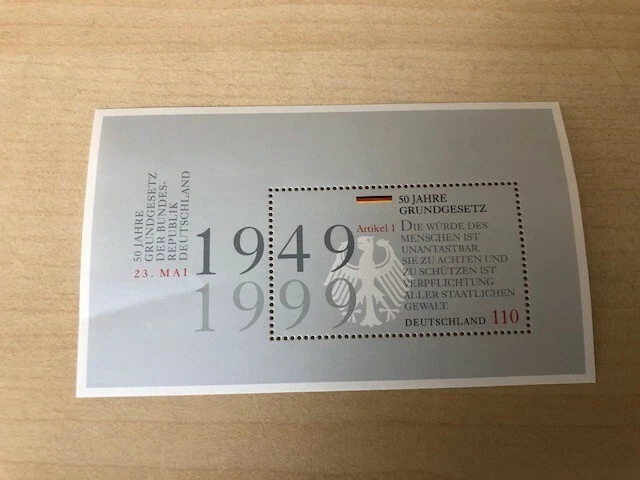 50 JAHRE
GRUNDGESETZ
DER BUNDES-
REPUBLIK
DEUTSCHLAND
23. MAI
1949
1999
50 JAHRE
GRUNDGESETZ
Artikel 1
DIE WÜRDE DES
MENSCHEN IST
UNANTASTBAR.
SIE ZU ACHTEN UND
ZU SCHÜTZEN IST
VERPFLICHTUNG
ALLER STAATLICHEN
GEWALT.
DEUTSCHLAND 110